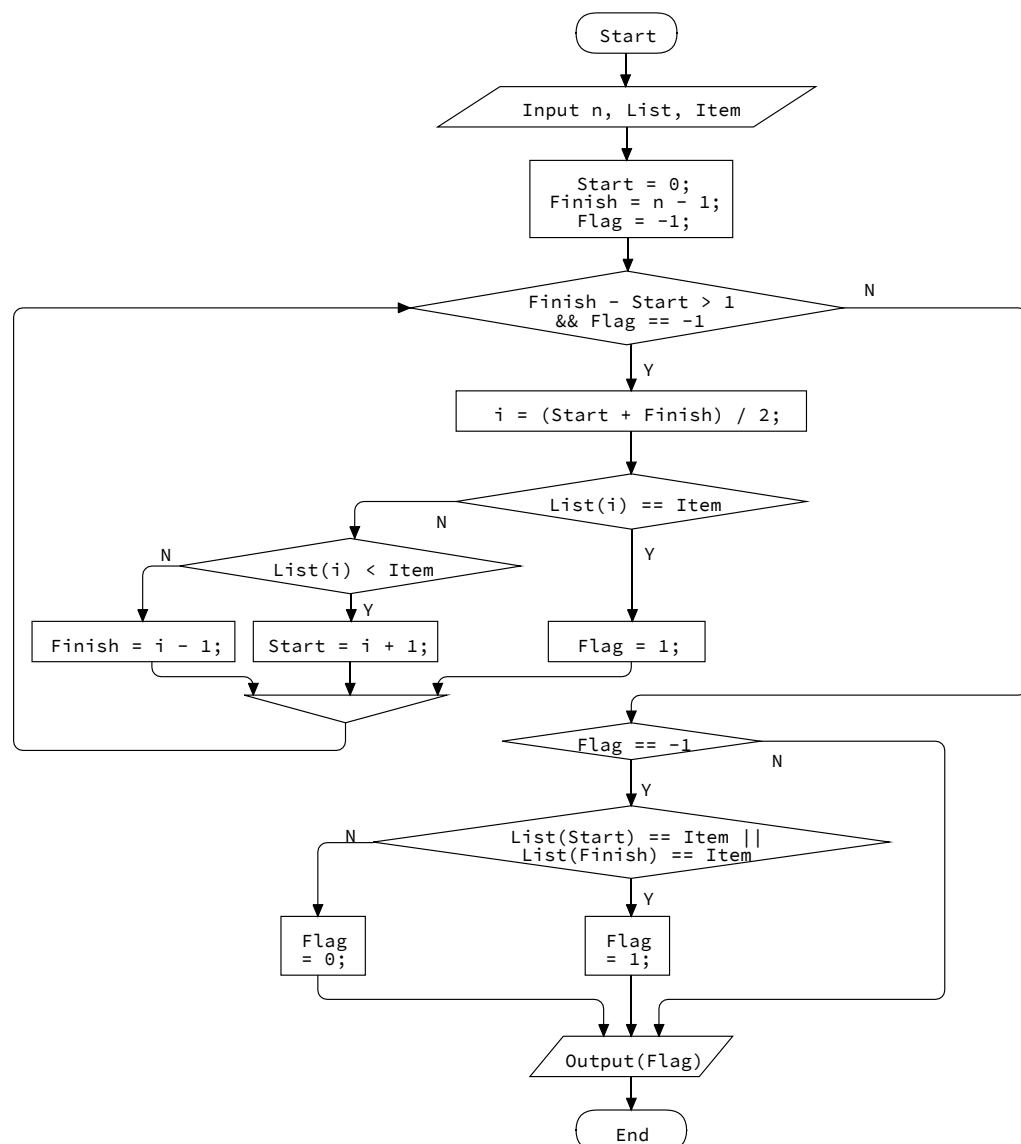 Start
Input n, List, Item
Start = 0;
Finish = n - 1;
Flag = -1;
Finish - Start > 1
&& Flag == -1
N
Y
i = (Start + Finish) / 2;
List(i) == Item
N
Y
List(i) < Item
N
Y
Finish = i - 1;
Start = i + 1;
Flag = 1;
Flag == -1
N
Y
List(Start) == Item ||
List(Finish) == Item
N
Y
Flag
= 0;
Flag
= 1;
Output(Flag)
End